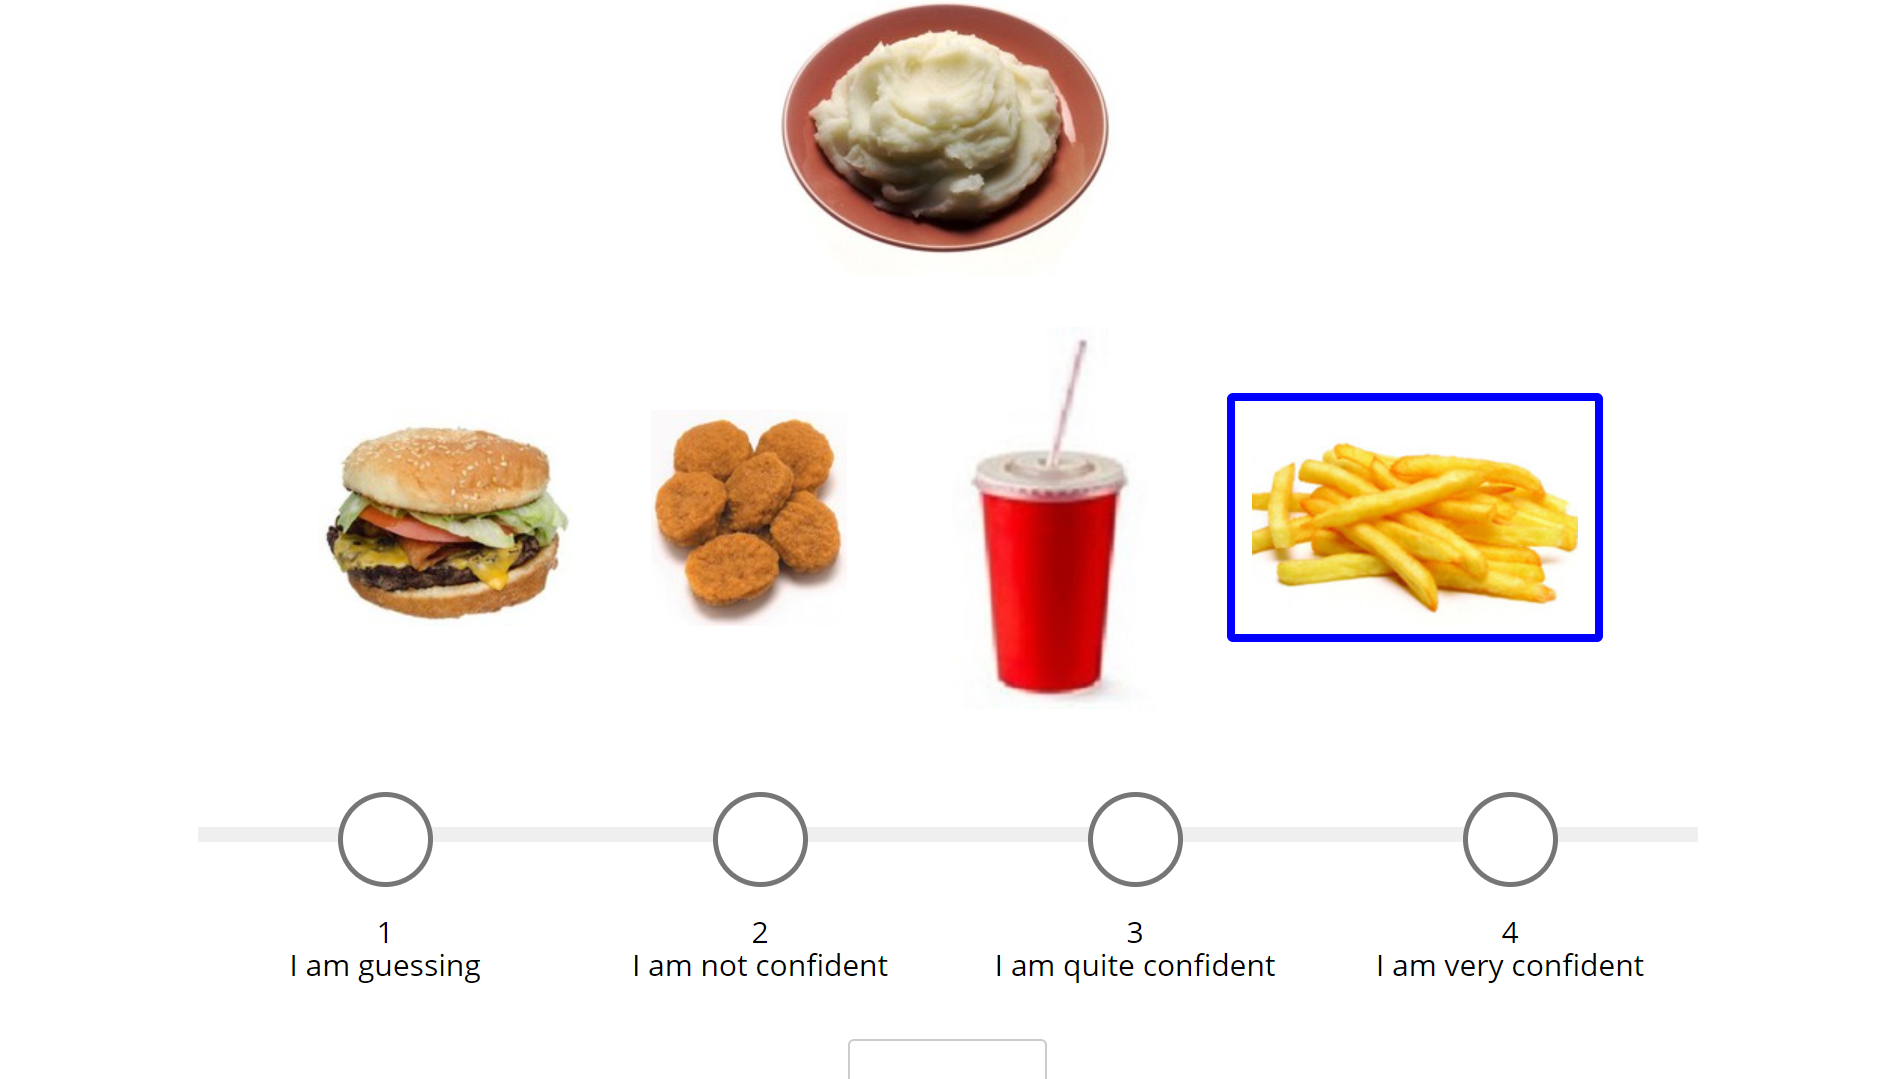 1
I am guessing
2
I am not confident
3
I am quite confident
4
I am very confident